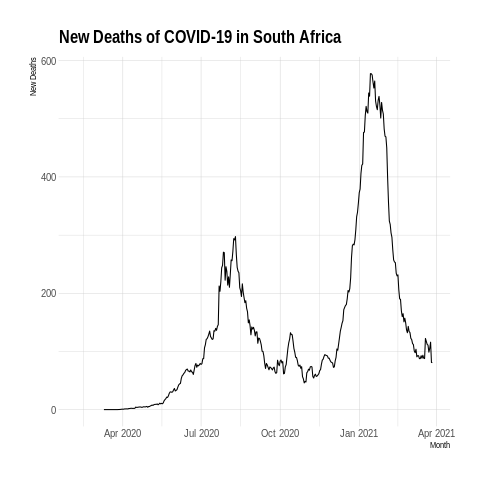 New Deaths of COVID-19 in South Africa
New Deaths
600
400
200
0
Apr 2020 Jul 2020 Oct 2020 Jan 2021 Apr 2021
Month